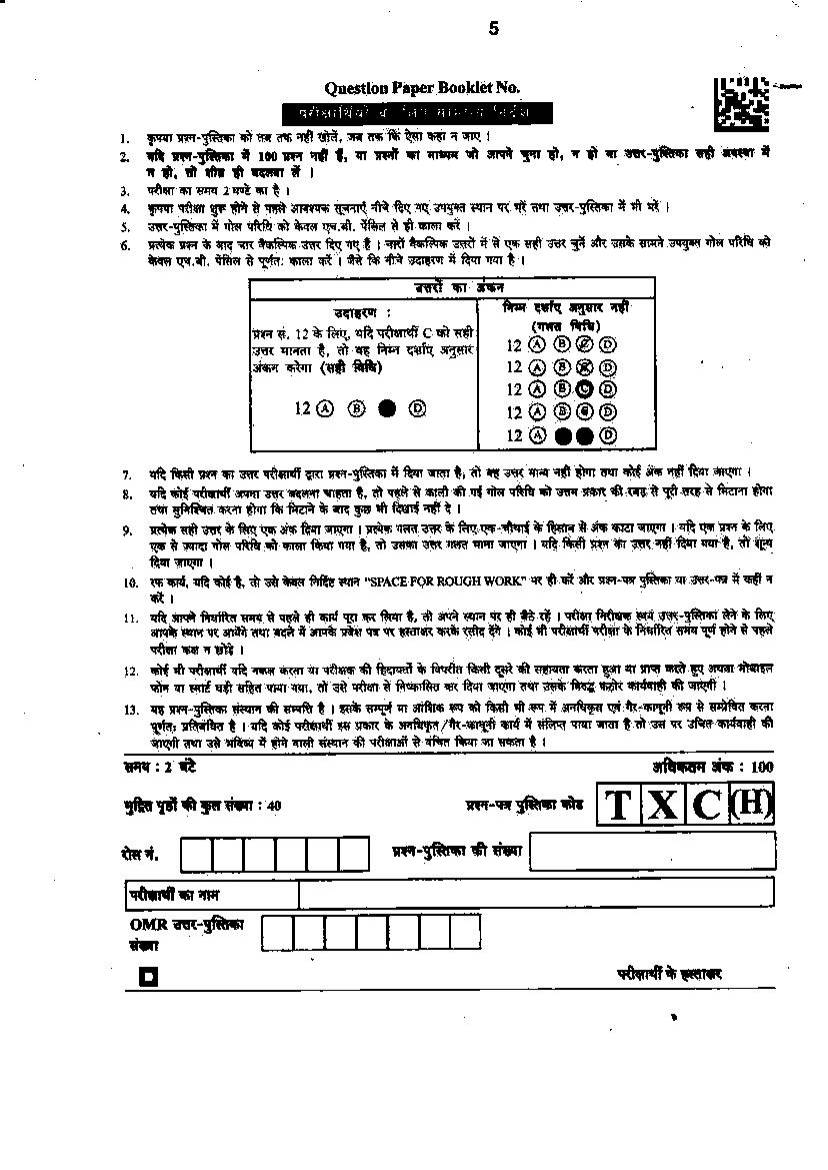 5
Question Paper Booklet No.
परीक्षार्थियों के लिए सामान्य निर्देश
1. कृपया प्रश्न-पुस्तिका को तब तक नहीं खोलें, जब तक कि ऐसा कहा न जाए ।
2. यदि प्रश्न-पुस्तिका में 100 प्रश्न नहीं हैं, या प्रश्नों का माध्यम जो आपने चुना हो, न हो या उत्तर-पुस्तिका सही अवस्था में
न हो, तो शीघ्र ही बदलवा लें ।
3. परीक्षा का समय 2 घण्टे का है ।
4. कृपया परीक्षा शुरू होने से पहले आवश्यक सूचनाएँ नीचे दिए गए उपयुक्त स्थान पर भरें तथा उत्तर-पुस्तिका में भी भरें ।
5. उत्तर-पुस्तिका में गोल परिधि को केवल एच.बी. पेंसिल से ही काला करें ।
6. प्रत्येक प्रश्न के बाद चार वैकल्पिक उत्तर दिए गए हैं । चारों वैकल्पिक उत्तरों में से एक सही उत्तर चुनें और उसके सामने उपयुक्त गोल परिधि को
केवल एच.बी. पेंसिल से पूर्णतः काला करें । जैसे कि नीचे उदाहरण में दिया गया है ।
उत्तरों का अंकन
उदाहरण :
प्रश्न सं. 12 के लिए, यदि परीक्षार्थी C को सही
उत्तर मानता है, तो वह निम्न दर्शाए अनुसार
अंकन करेगा (सही विधि)
12 A B D
निम्न दर्शाए अनुसार नहीं
(गलत विधि)
12 A B C D
12 A B C D
12 A B C D
12 A B C D
12 A D
7. यदि किसी प्रश्न का उत्तर परीक्षार्थी द्वारा प्रश्न-पुस्तिका में दिया जाता है, तो वह उत्तर मान्य नहीं होगा तथा कोई अंक नहीं दिया जाएगा ।
8. यदि कोई परीक्षार्थी अपना उत्तर बदलना चाहता है, तो पहले से काली की गई गोल परिधि को उत्तम प्रकार की रबड़ से पूरी तरह से मिटाना होगा
तथा सुनिश्चित करना होगा कि मिटाने के बाद कुछ भी दिखाई नहीं दे ।
9. प्रत्येक सही उत्तर के लिए एक अंक दिया जाएगा । प्रत्येक गलत उत्तर के लिए एक-चौथाई के हिसाब से अंक काटा जाएगा । यदि एक प्रश्न के लिए
एक से ज़्यादा गोल परिधि को काला किया गया है, तो उसका उत्तर गलत माना जाएगा । यदि किसी प्रश्न का उत्तर नहीं दिया गया है, तो शून्य
दिया जाएगा ।
10. रफ कार्य, यदि कोई है, तो उसे केवल निर्दिष्ट स्थान "SPACE FOR ROUGH WORK" पर ही करें और प्रश्न-पत्र पुस्तिका या उत्तर-पत्र में कहीं न
करें ।
11. यदि आपने निर्धारित समय से पहले ही कार्य पूरा कर लिया है, तो अपने स्थान पर ही बैठे रहें । परीक्षा निरीक्षक स्वयं उत्तर-पुस्तिका लेने के लिए
आपके स्थान पर आयेंगे तथा बदले में आपके प्रवेश पत्र पर हस्ताक्षर करके रसीद देंगे । कोई भी परीक्षार्थी परीक्षा के निर्धारित समय पूर्ण होने से पहले
परीक्षा कक्ष न छोड़े ।
12. कोई भी परीक्षार्थी यदि नकल करता या परीक्षक की हिदायतों के विपरीत किसी दूसरे की सहायता करता हुआ या प्राप्त करते हुए अथवा मोबाइल
फोन या स्मार्ट घड़ी सहित पाया गया, तो उसे परीक्षा से निष्कासित कर दिया जाएगा तथा उसके विरुद्ध कठोर कार्यवाही की जाएगी ।
13. यह प्रश्न-पुस्तिका संस्थान की सम्पत्ति है । इसके सम्पूर्ण या आंशिक रूप को किसी भी रूप में अनधिकृत एवं गैर-कानूनी रूप से सम्प्रेषित करना
पूर्णतः प्रतिबंधित है । यदि कोई परीक्षार्थी इस प्रकार के अनधिकृत/गैर-कानूनी कार्य में संलिप्त पाया जाता है तो उस पर उचित कार्यवाही की
जाएगी तथा उसे भविष्य में होने वाली संस्थान की परीक्षाओं से वंचित किया जा सकता है ।
समय : 2 घंटे
अधिकतम अंक : 100
मुद्रित पृष्ठों की कुल संख्या : 40
प्रश्न-पत्र पुस्तिका कोड T X C (H)
रोल नं.
प्रश्न-पुस्तिका की संख्या
परीक्षार्थी का नाम
OMR उत्तर-पुस्तिका
संख्या
परीक्षार्थी के हस्ताक्षर